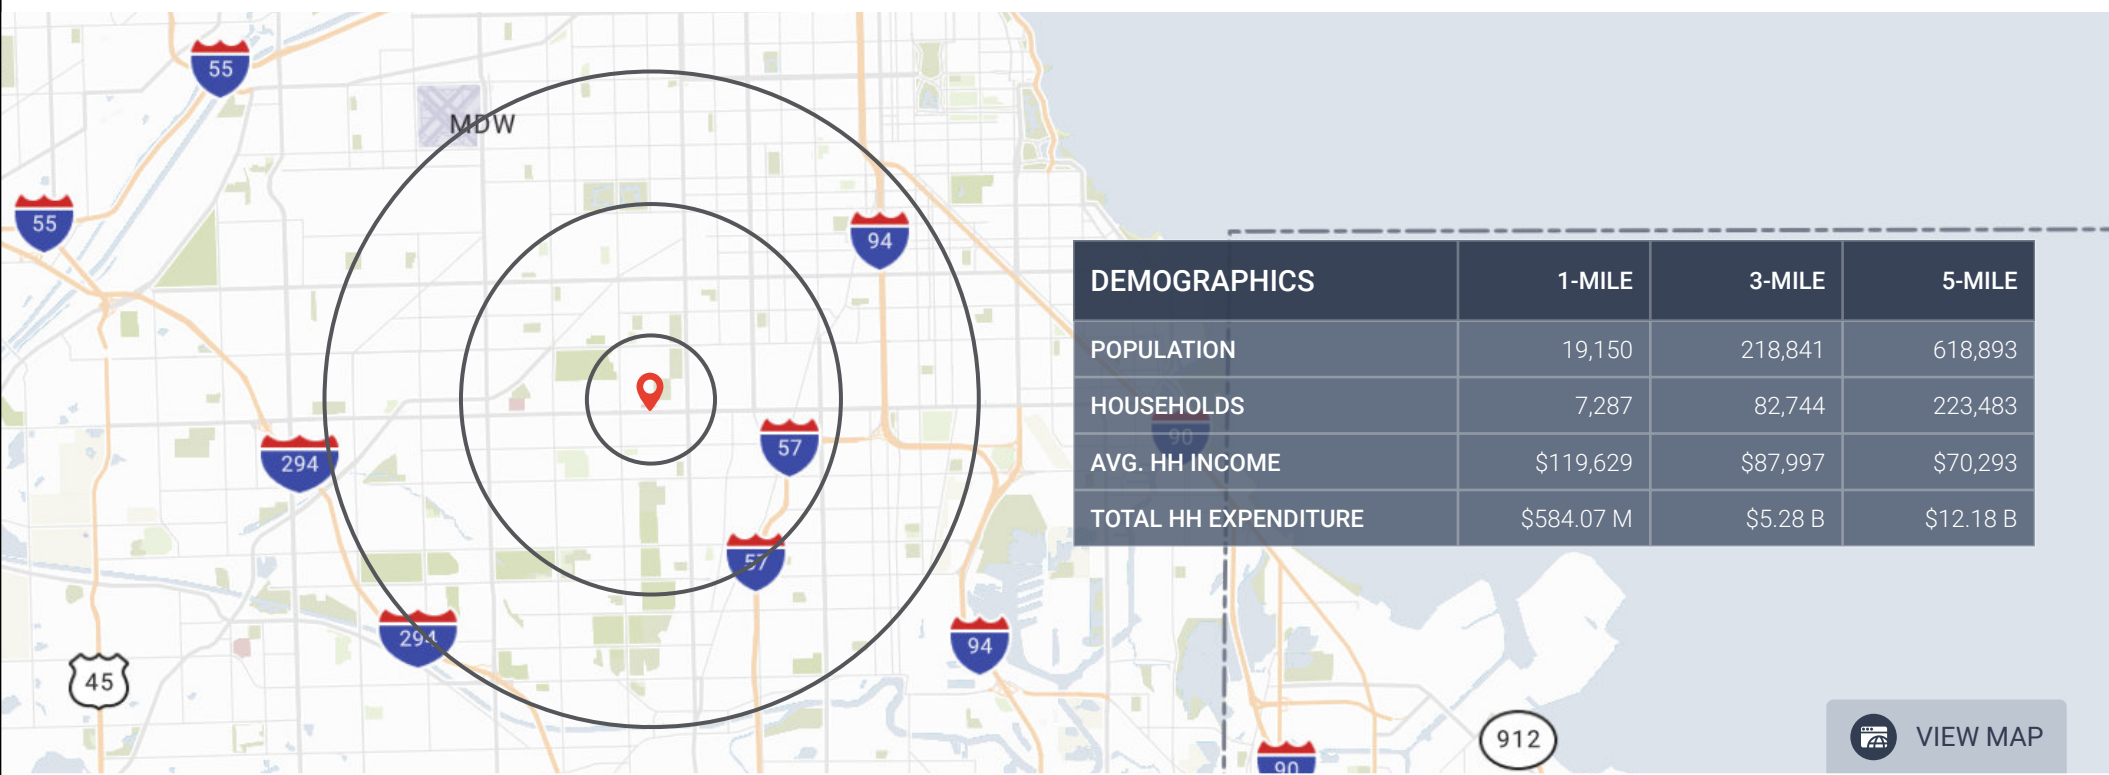 55
MDW
55
94
294
57
57
294
94
45
DEMOGRAPHICS 1-MILE 3-MILE 5-MILE
POPULATION 19,150 218,841 618,893
HOUSEHOLDS 7,287 82,744 223,483
90
AVG. HH INCOME $119,629 $87,997 $70,293
TOTAL HH EXPENDITURE $584.07 M $5.28 B $12.18 B
912
90
VIEW MAP